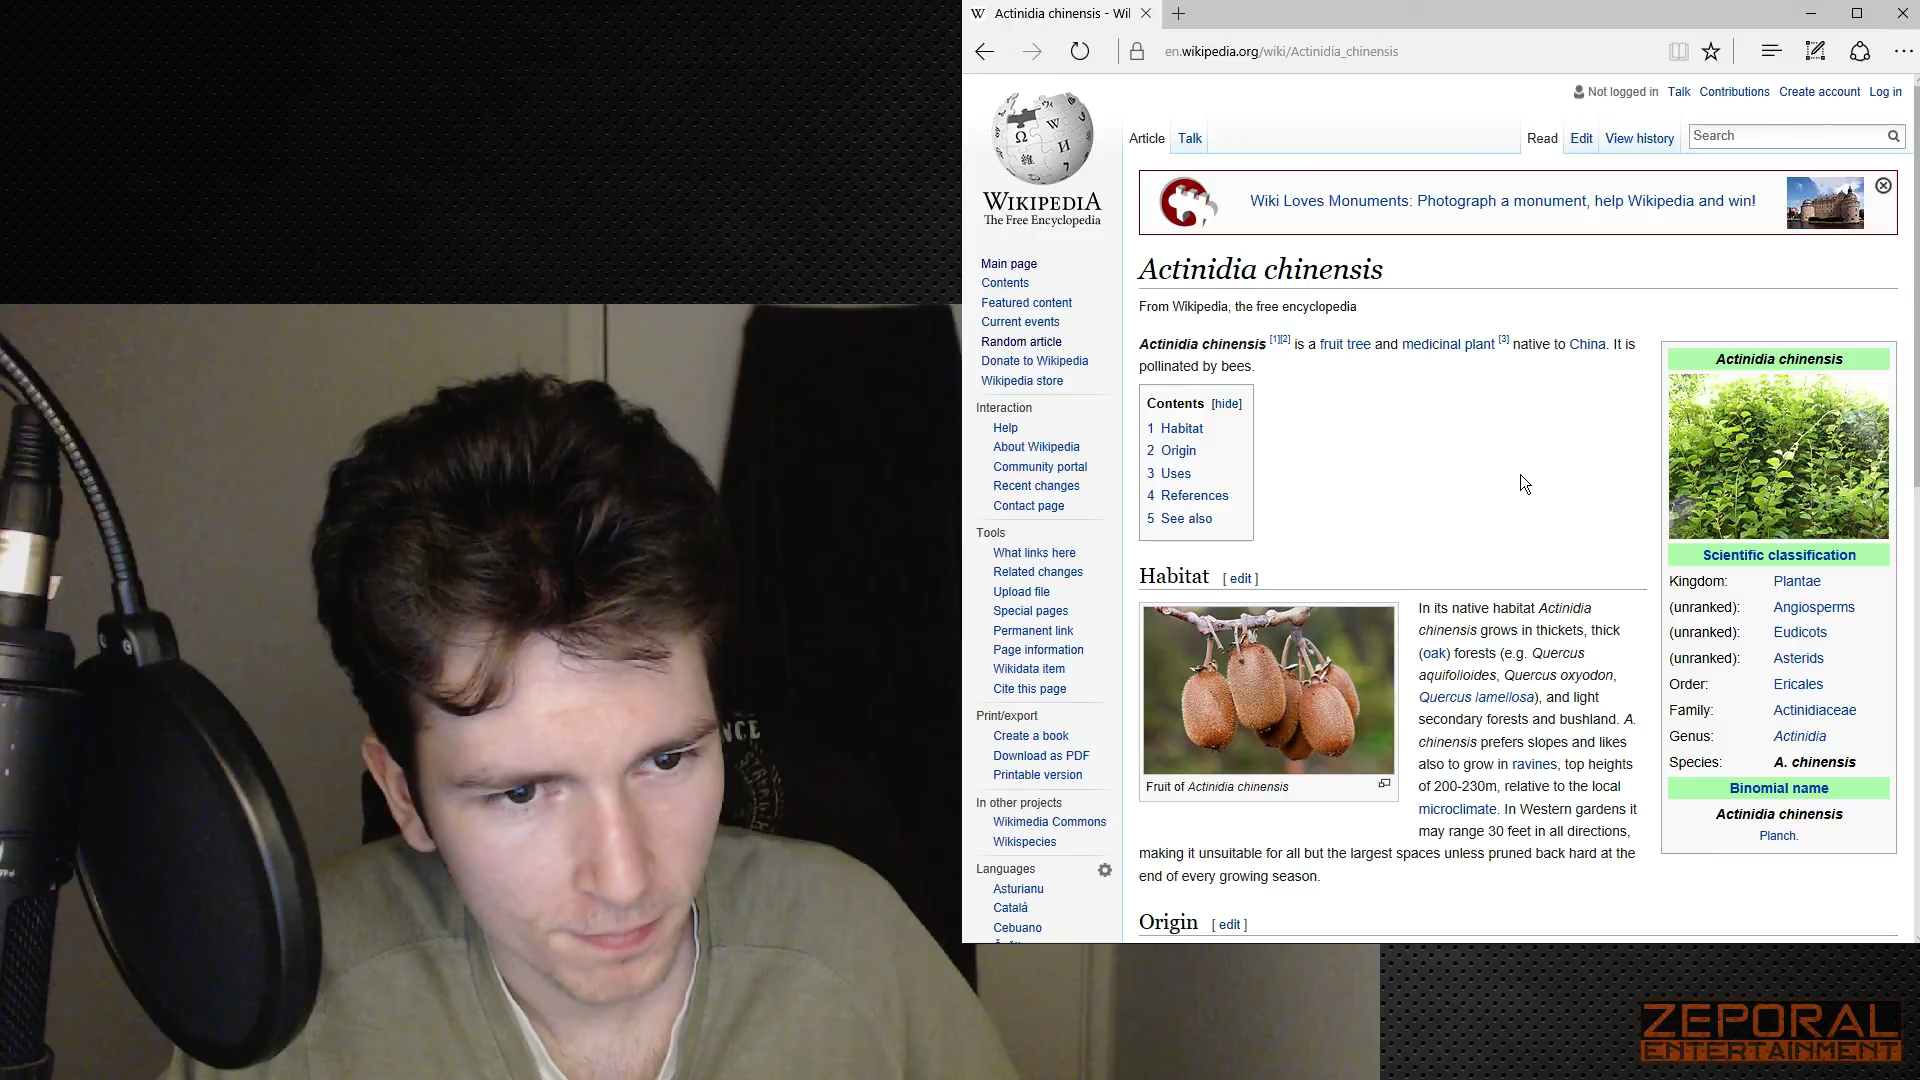 Actinidia chinensis - Wil
en.wikipedia.org/wiki/Actinidia_chinensis
Not logged in Talk Contributions Create account Log in
Article Talk Read Edit View history Search
WIKIPEDIA
The Free Encyclopedia
Wiki Loves Monuments: Photograph a monument, help Wikipedia and win!
Main page
Contents
Featured content
Current events
Random article
Donate to Wikipedia
Wikipedia store
Interaction
Help
About Wikipedia
Community portal
Recent changes
Contact page
Tools
What links here
Related changes
Upload file
Special pages
Permanent link
Page information
Wikidata item
Cite this page
Print/export
Create a book
Download as PDF
Printable version
In other projects
Wikimedia Commons
Wikispecies
Languages
Asturianu
Català
Cebuano
Actinidia chinensis
From Wikipedia, the free encyclopedia
Actinidia chinensis [1][2] is a fruit tree and medicinal plant [3] native to China. It is
pollinated by bees.
Contents [hide]
1 Habitat
2 Origin
3 Uses
4 References
5 See also
Habitat [ edit ]
Fruit of Actinidia chinensis
In its native habitat Actinidia
chinensis grows in thickets, thick
(oak) forests (e.g. Quercus
aquifolioides, Quercus oxyodon,
Quercus lamellosa), and light
secondary forests and bushland. A.
chinensis prefers slopes and likes
also to grow in ravines, top heights
of 200-230m, relative to the local
microclimate. In Western gardens it
may range 30 feet in all directions,
making it unsuitable for all but the largest spaces unless pruned back hard at the
end of every growing season.
Origin [ edit ]
Actinidia chinensis
Scientific classification
Kingdom: Plantae
(unranked): Angiosperms
(unranked): Eudicots
(unranked): Asterids
Order: Ericales
Family: Actinidiaceae
Genus: Actinidia
Species: A. chinensis
Binomial name
Actinidia chinensis
Planch.
ZEPORAL
ENTERTAINMENT